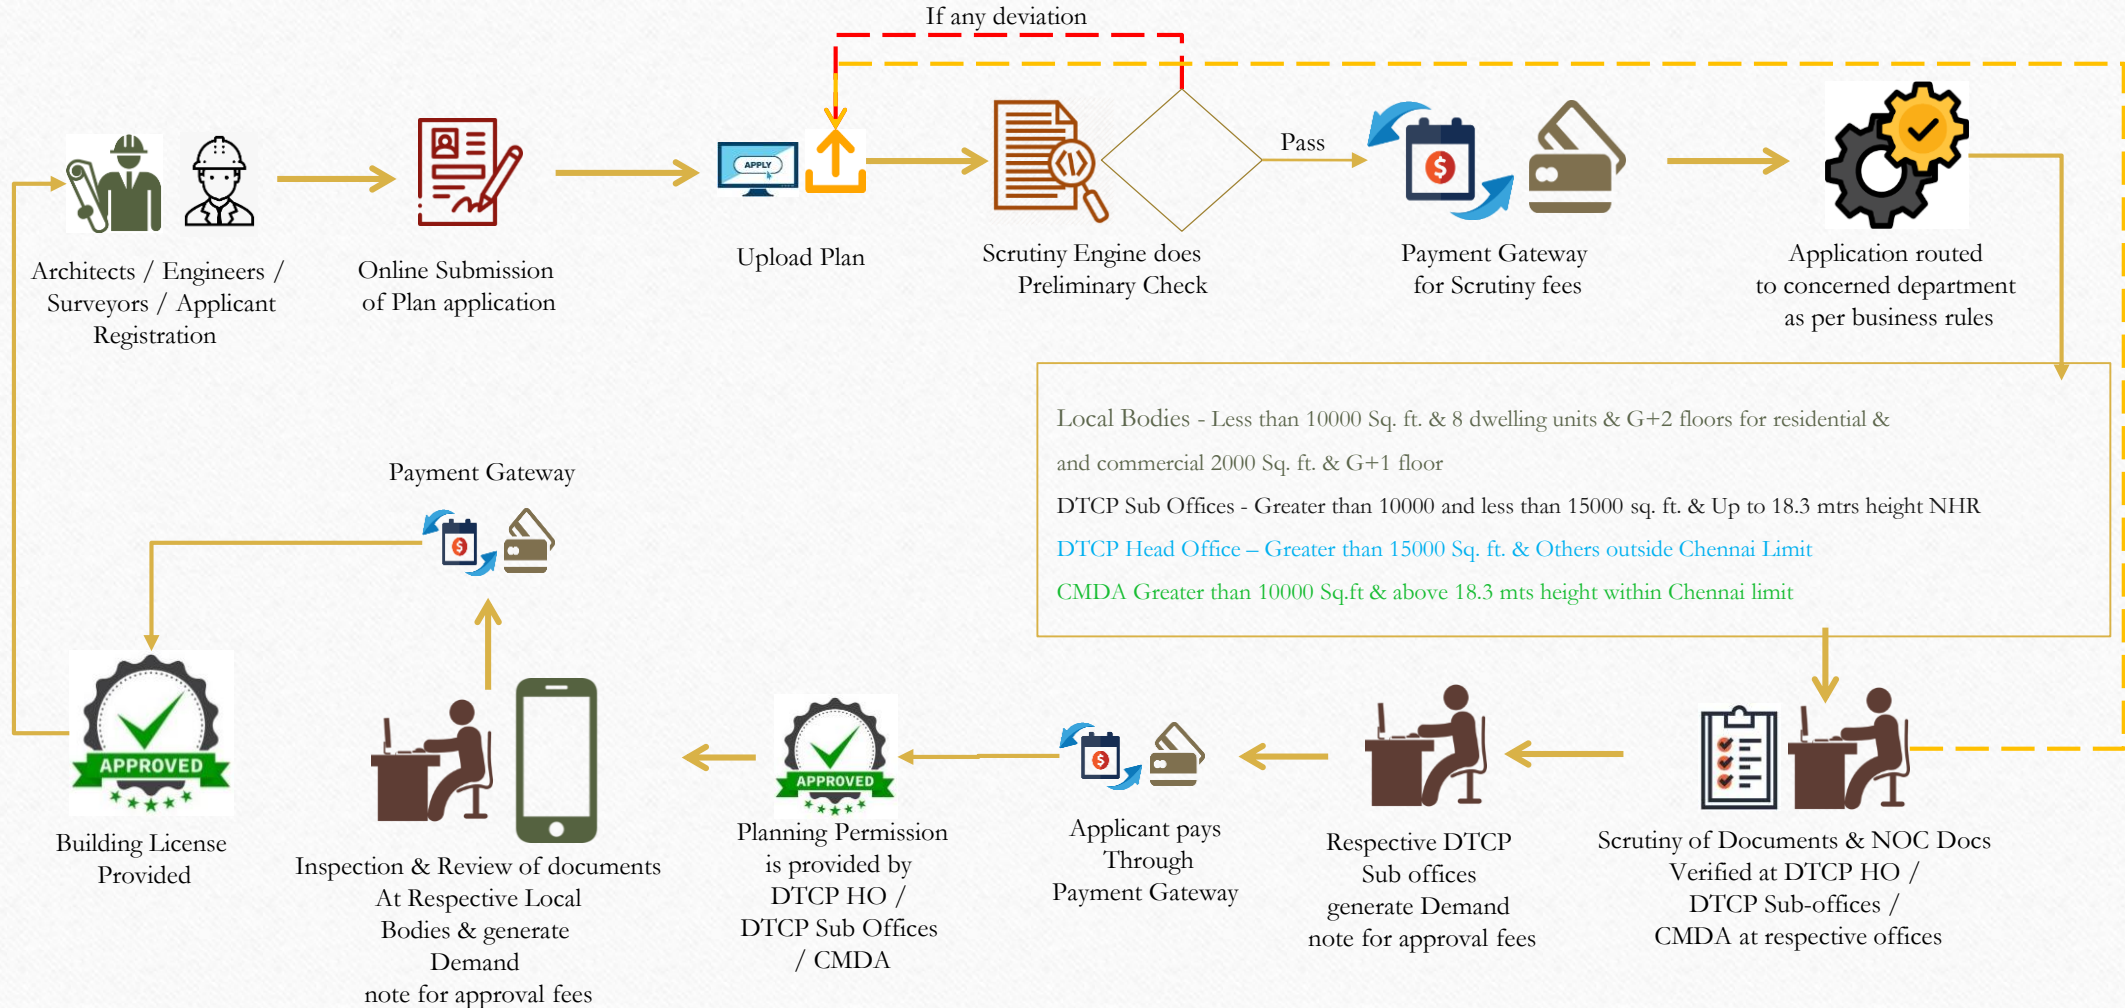 If any deviation
APPLY
Pass
Architects / Engineers /
Surveyors / Applicant
Registration
Online Submission
of Plan application
Upload Plan
Scrutiny Engine does
Preliminary Check
Payment Gateway
for Scrutiny fees
Application routed
to concerned department
as per business rules
Local Bodies - Less than 10000 Sq. ft. & 8 dwelling units & G+2 floors for residential &
and commercial 2000 Sq. ft. & G+1 floor
DTCP Sub Offices - Greater than 10000 and less than 15000 sq. ft. & Up to 18.3 mtrs height NHR
DTCP Head Office – Greater than 15000 Sq. ft. & Others outside Chennai Limit
CMDA Greater than 10000 Sq.ft & above 18.3 mts height within Chennai limit
Scrutiny of Documents & NOC Docs
Verified at DTCP HO /
DTCP Sub-offices /
CMDA at respective offices
Respective DTCP
Sub offices
generate Demand
note for approval fees
Applicant pays
Through
Payment Gateway
APPROVED
Planning Permission
is provided by
DTCP HO /
DTCP Sub Offices
/ CMDA
Inspection & Review of documents
At Respective Local
Bodies & generate
Demand
note for approval fees
Payment Gateway
APPROVED
Building License
Provided